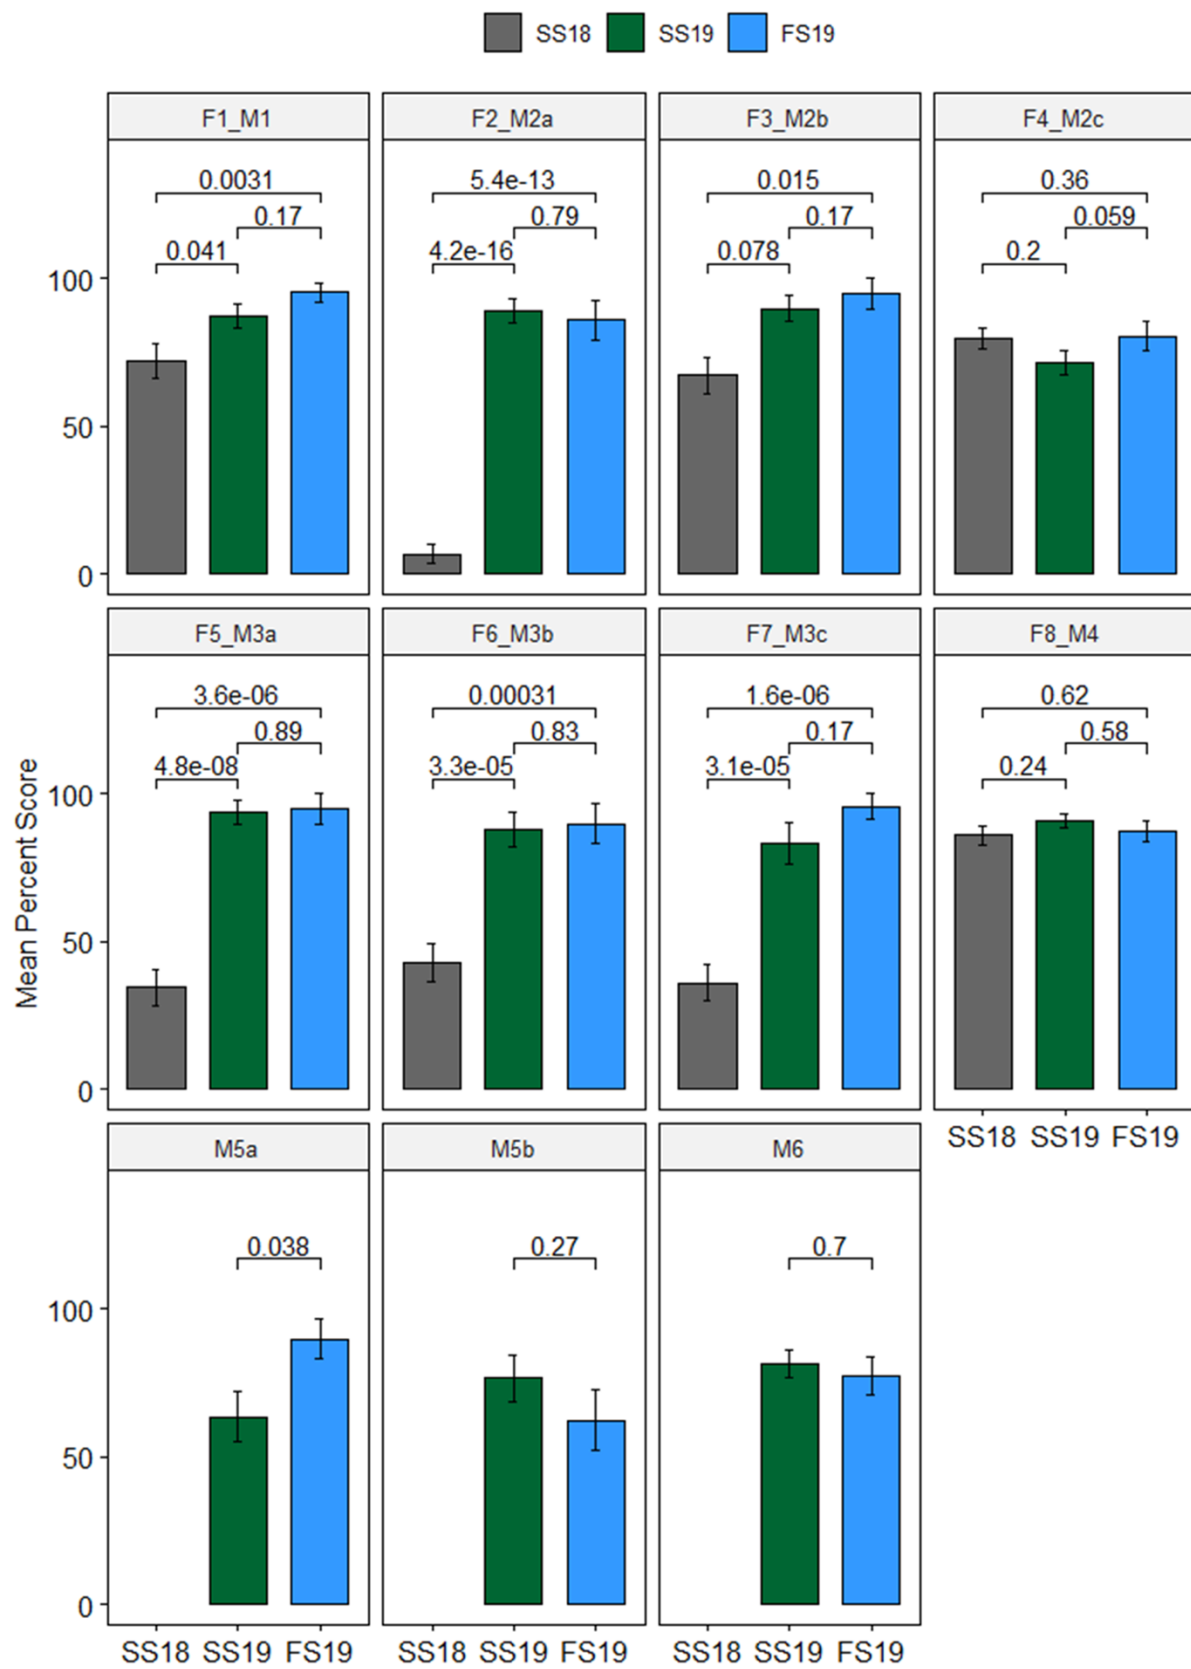 SS18 SS19 FS19
F1_M1 F2_M2a F3_M2b F4_M2c
0.0031 5.4e-13 0.015 0.36
0.17 0.79 0.17 0.059
0.041 4.2e-16 0.078 0.2
100
50
0
F5_M3a F6_M3b F7_M3c F8_M4
3.6e-06 0.00031 1.6e-06 0.62
0.89 0.83 0.17 0.58
4.8e-08 3.3e-05 3.1e-05 0.24
Mean Percent Score
100
50
0
SS18 SS19 FS19
M5a M5b M6
0.038 0.27 0.7
100
50
0
SS18 SS19 FS19 SS18 SS19 FS19 SS18 SS19 FS19